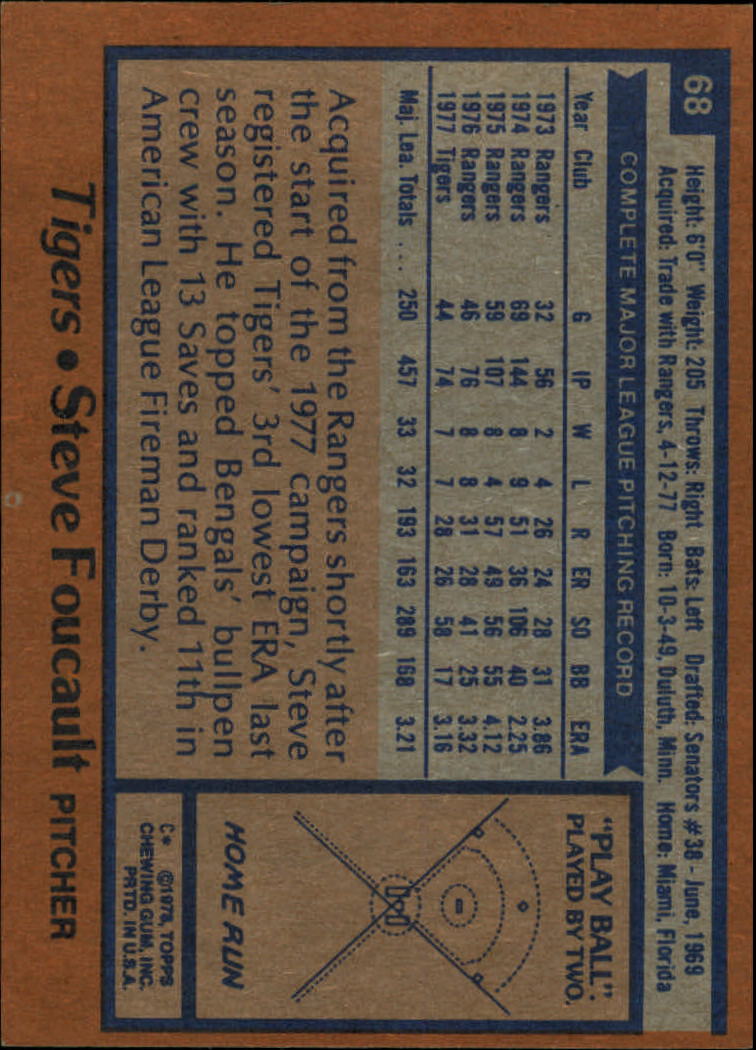 68
Height: 6'0" Weight: 205 Throws: Right Bats: Left Drafted: Senators #38 - June, 1969
Acquired: Trade with Rangers, 4-12-77 Born: 10-3-49, Duluth, Minn. Home: Miami, Florida
COMPLETE MAJOR LEAGUE PITCHING RECORD
Year Club G IP W L R ER SO BB ERA
1973 Rangers 32 56 2 4 26 24 28 31 3.86
1974 Rangers 69 144 8 9 51 36 106 40 2.25
1975 Rangers 59 107 8 4 57 49 56 55 4.12
1976 Rangers 46 76 8 8 31 28 41 25 3.32
1977 Tigers 44 74 7 7 28 26 58 17 3.16
Maj. Lea. Totals ... 250 457 33 32 193 163 289 168 3.21
Acquired from the Rangers shortly after
the start of the 1977 campaign, Steve
registered Tigers' 3rd lowest ERA last
season. He topped Bengals' bullpen
crew with 13 Saves and ranked 11th in
American League Fireman Derby.
"PLAY BALL":
PLAYED BY TWO.
HOME RUN
C* ©1978, TOPPS
CHEWING GUM, INC.
PRTD. IN U.S.A.
Tigers • Steve Foucault PITCHER